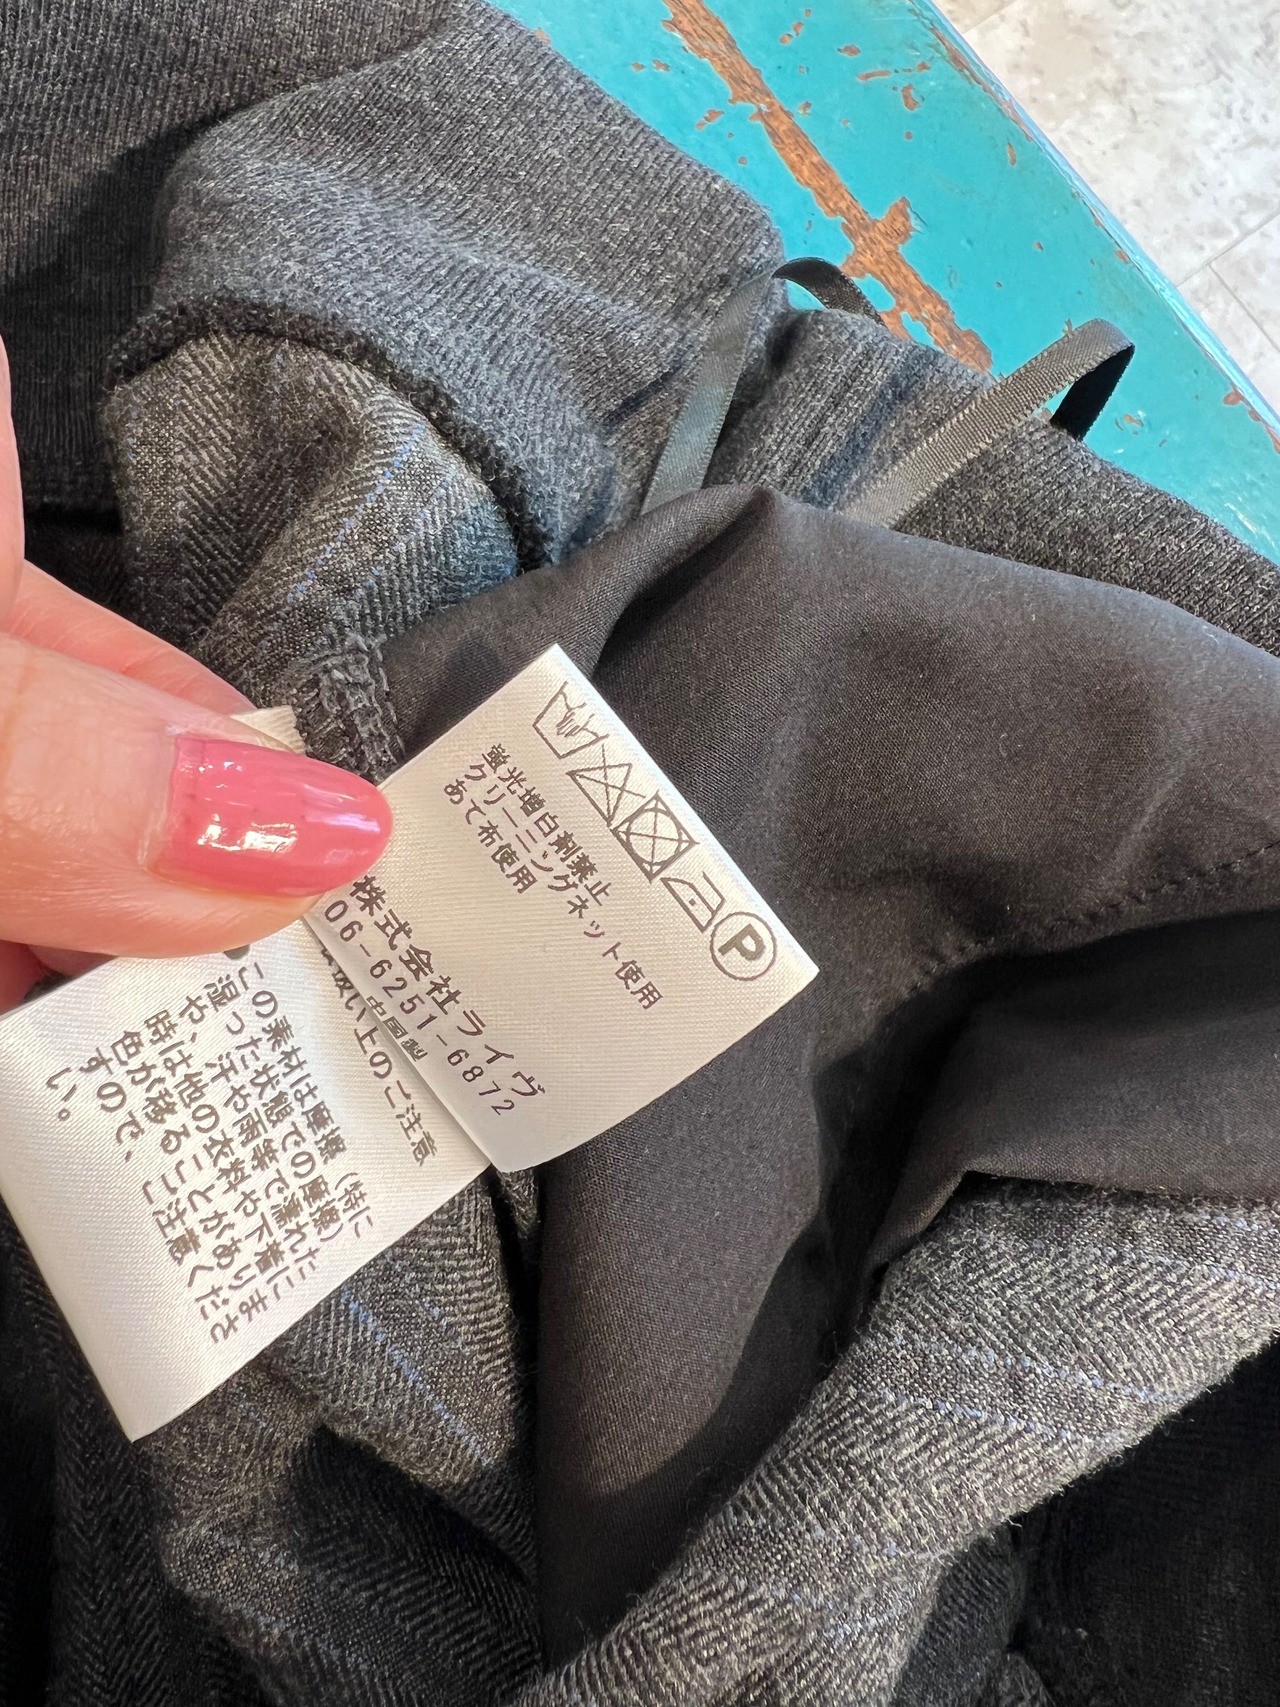 P
蛍光増白剤禁止
クリーニングネット使用
あて布使用
株式会社ライヴ
06-6251-6872
中国製
扱い上のご注意
この素材は摩擦(特に
湿った状態での摩擦)
や、汗や雨等で濡れた
時は他の衣料や下着に
色が移ることがありま
すので、ご注意くださ
い。